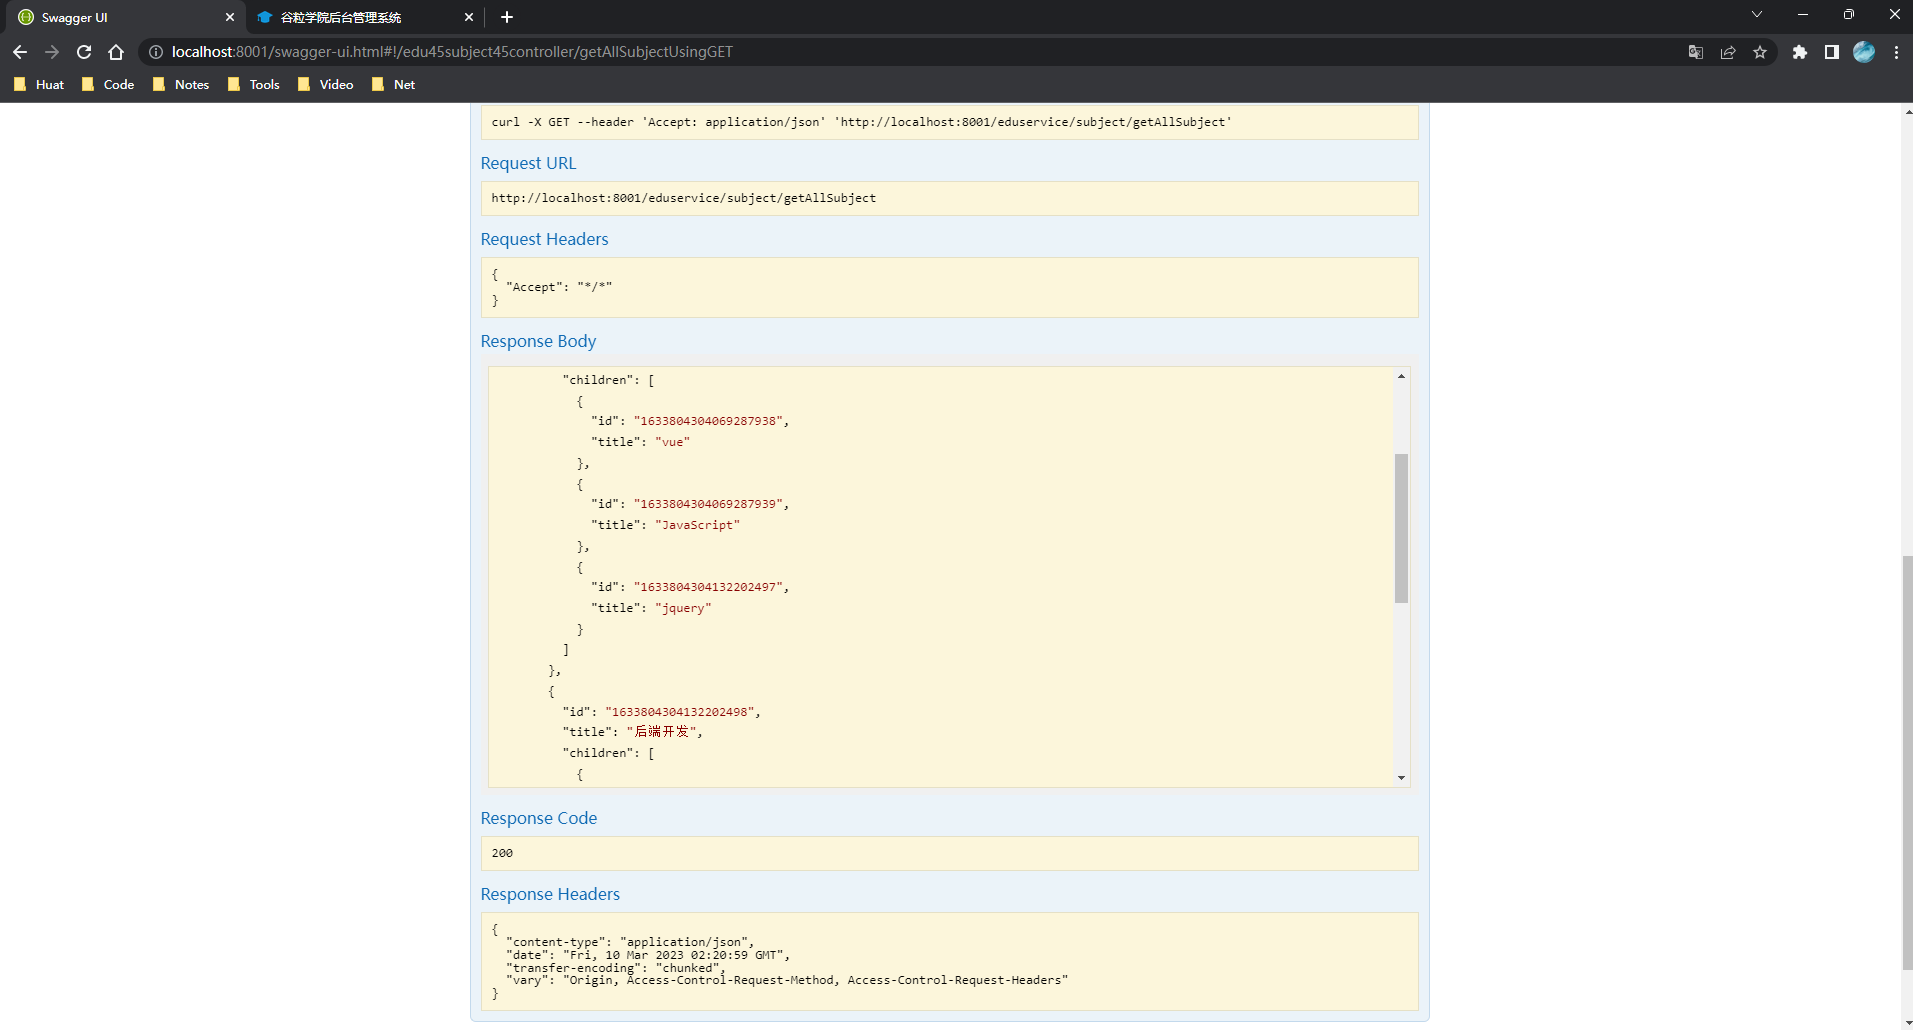 Swagger UI
谷粒学院后台管理系统
localhost:8001/swagger-ui.html#!/edu45subject45controller/getAllSubjectUsingGET
Huat Code Notes Tools Video Net
curl -X GET --header 'Accept: application/json' 'http://localhost:8001/eduservice/subject/getAllSubject'
Request URL
http://localhost:8001/eduservice/subject/getAllSubject
Request Headers
{
"Accept": "*/*"
}
Response Body
"children": [
{
"id": "1633804304069287938",
"title": "vue"
},
{
"id": "1633804304069287939",
"title": "JavaScript"
},
{
"id": "1633804304132202497",
"title": "jquery"
}
]
},
{
"id": "1633804304132202498",
"title": "后端开发",
"children": [
{
Response Code
200
Response Headers
{
"content-type": "application/json",
"date": "Fri, 10 Mar 2023 02:20:59 GMT",
"transfer-encoding": "chunked",
"vary": "Origin, Access-Control-Request-Method, Access-Control-Request-Headers"
}